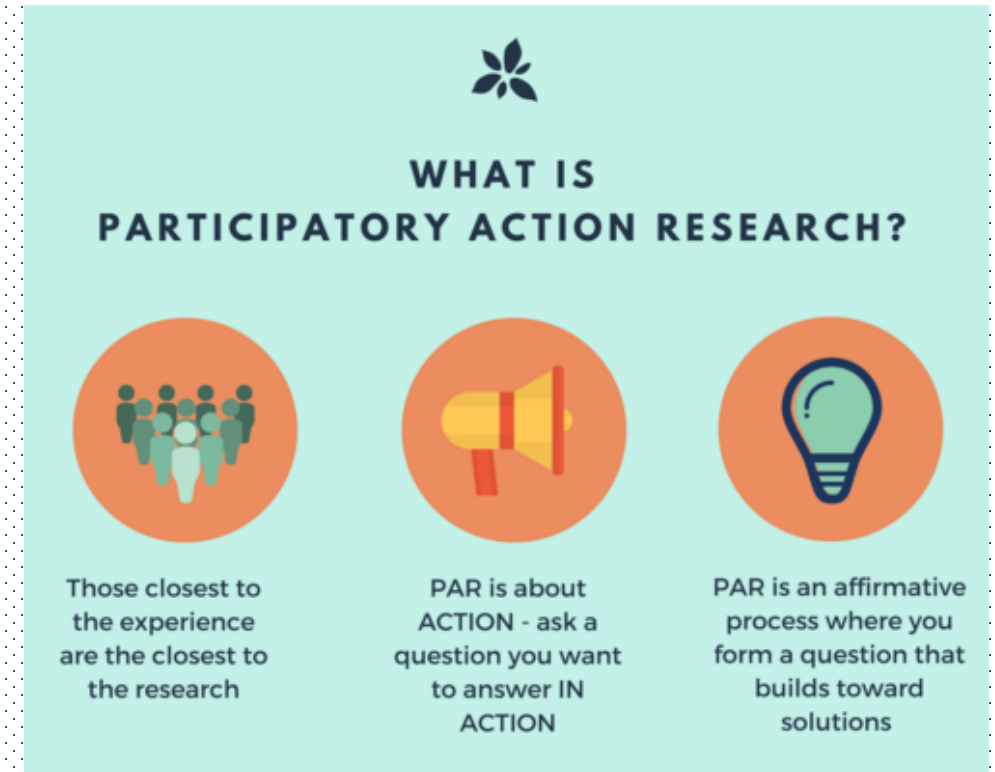 WHAT IS
PARTICIPATORY ACTION RESEARCH?
Those closest to
the experience
are the closest to
the research
PAR is about
ACTION - ask a
question you want
to answer IN
ACTION
PAR is an affirmative
process where you
form a question that
builds toward
solutions